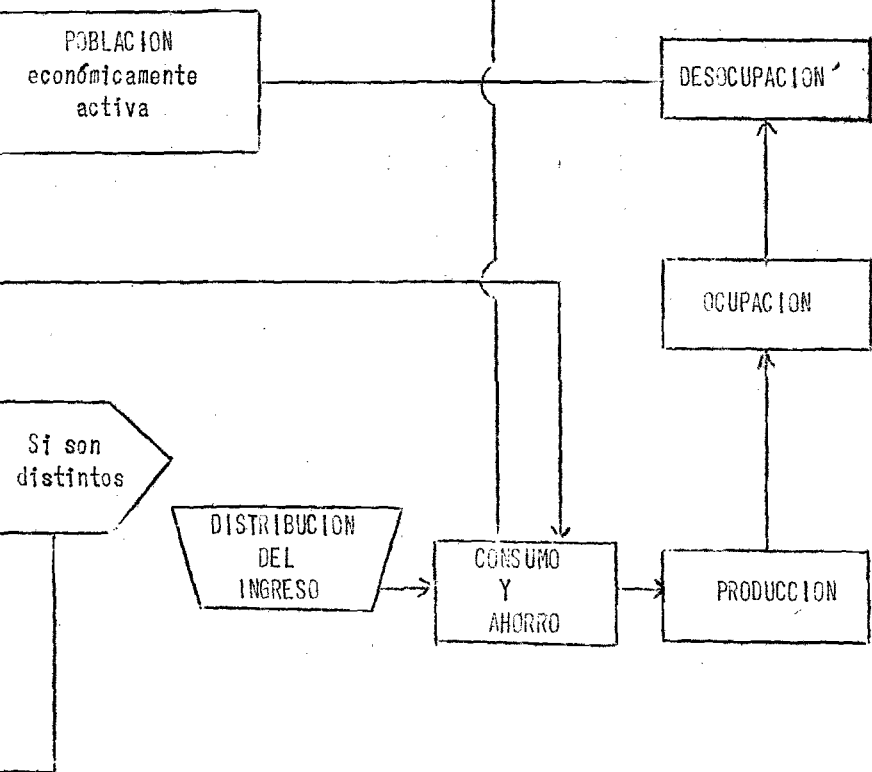 POBLACION
económicamente
activa
DESOCUPACION
OCUPACION
Si son
distintos
DISTRIBUCION
DEL
INGRESO
CONSUMO
Y
AHORRO
PRODUCCION